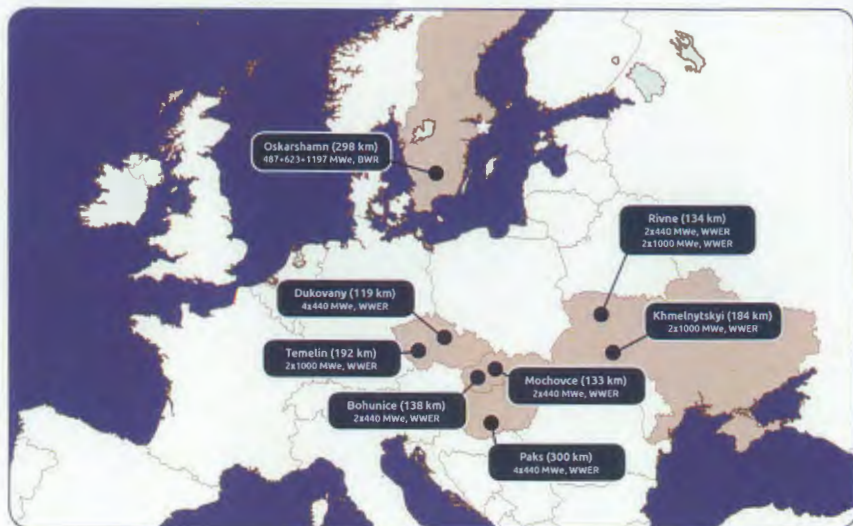 Oskarshamn (298 km)
487+623+1197 MWe, BWR
Rivne (134 km)
2x440 MWe, WWER
2x1000 MWe, WWER
Dukovany (119 km)
4x440 MWe, WWER
Khmelnytskyi (184 km)
2x1000 MWe, WWER
Temelin (192 km)
2x1000 MWe, WWER
Mochovce (133 km)
2x440 MWe, WWER
Bohunice (138 km)
2x440 MWe, WWER
Paks (300 km)
4x440 MWe, WWER